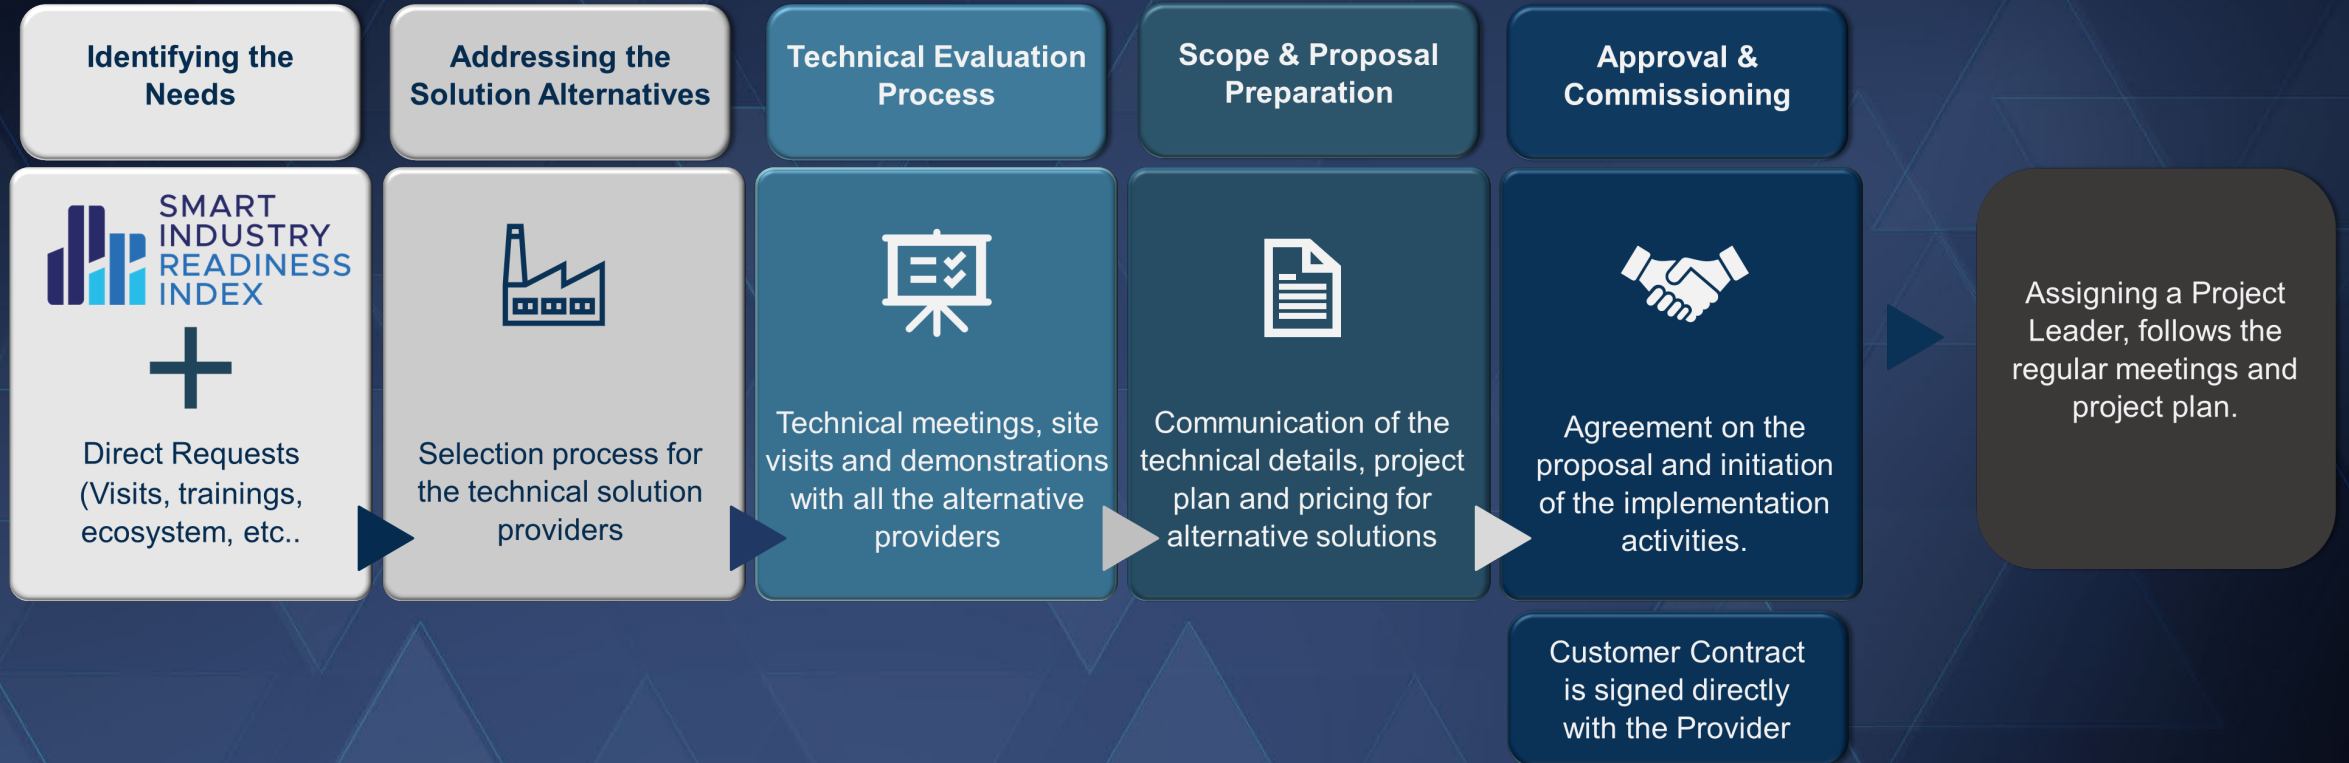 Identifying the
Needs
SMART
INDUSTRY
READINESS
INDEX
Direct Requests
(Visits, trainings,
ecosystem, etc..
Addressing the
Solution Alternatives
Selection process for
the technical solution
providers
Technical Evaluation
Process
Technical meetings, site
visits and demonstrations
with all the alternative
providers
Scope & Proposal
Preparation
Communication of the
technical details, project
plan and pricing for
alternative solutions
Approval &
Commissioning
Agreement on the
proposal and initiation
of the implementation
activities.
Customer Contract
is signed directly
with the Provider
Assigning a Project
Leader, follows the
regular meetings and
project plan.